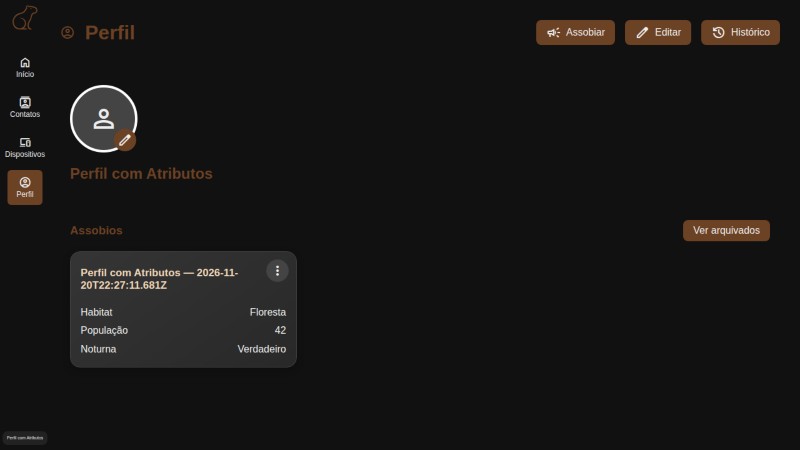 Perfil
Assobiar
Editar
Histórico
Início
Contatos
Dispositivos
Perfil
Perfil com Atributos
Assobios
Ver arquivados
Perfil com Atributos — 2026-11-
20T22:27:11.681Z
Habitat Floresta
População 42
Noturna Verdadeiro
Perfil com Atributos